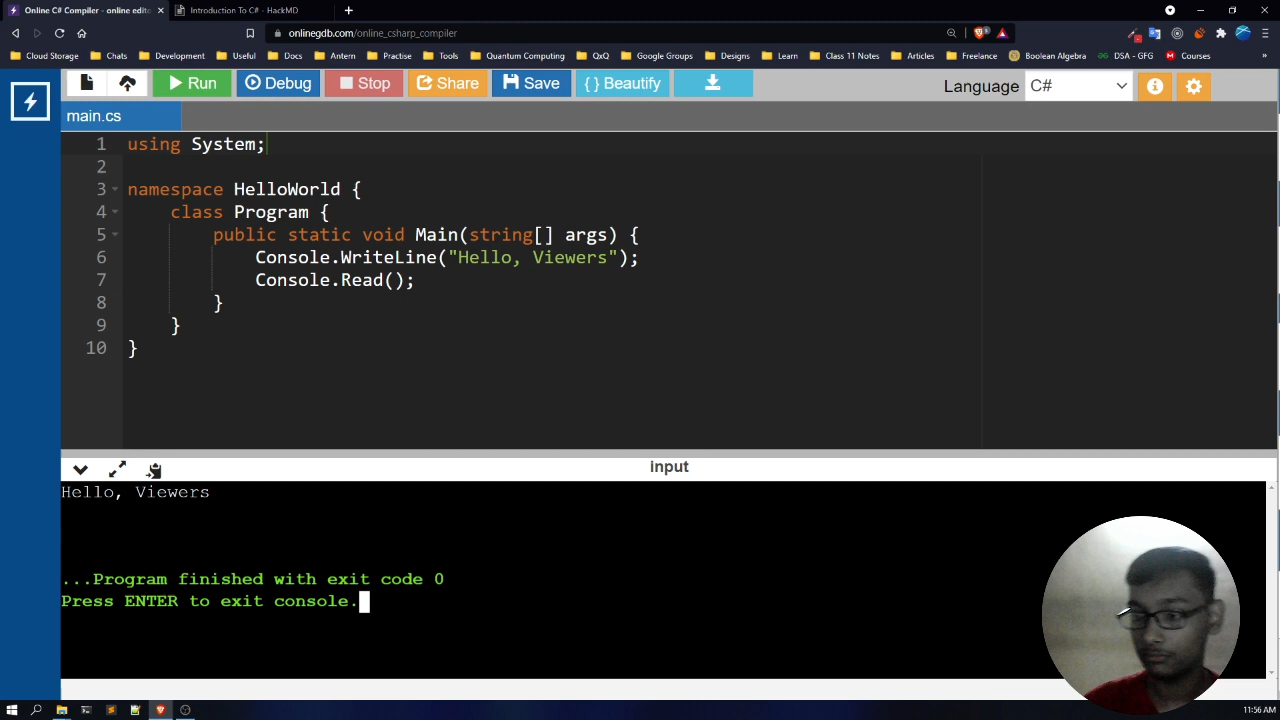 Online C# Compiler - online edito
Introduction To C# - HackMD
onlinegdb.com/online_csharp_compiler
Cloud Storage
Chats
Development
Useful
Docs
Antern
Practise
Tools
Quantum Computing
QxQ
Google Groups
Designs
Learn
Class 11 Notes
Articles
Freelance
Boolean Algebra
DSA - GFG
Courses
Run
Debug
Stop
Share
Save
{ } Beautify
Language
C#
main.cs
1 using System;
2
3 namespace HelloWorld {
4 class Program {
5 public static void Main(string[] args) {
6 Console.WriteLine("Hello, Viewers");
7 Console.Read();
8 }
9 }
10 }
input
Hello, Viewers
...Program finished with exit code 0
Press ENTER to exit console.
11:56 AM